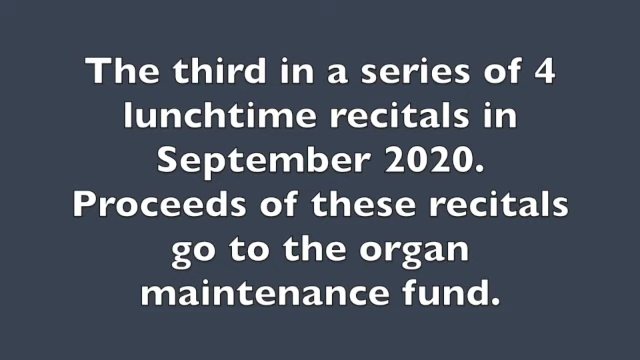 The third in a series of 4
lunchtime recitals in
September 2020.
Proceeds of these recitals
go to the organ
maintenance fund.